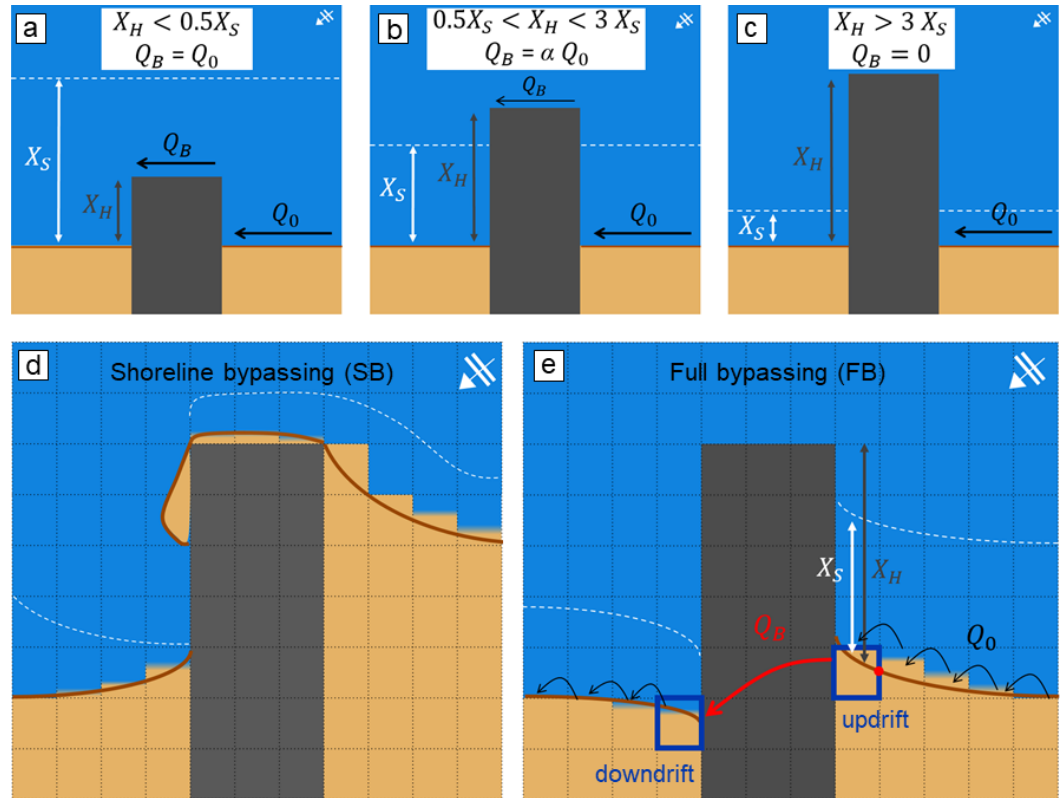 a
X_H < 0.5X_S
Q_B = Q_0
X_S
X_H
Q_B
Q_0
b
0.5X_S < X_H < 3 X_S
Q_B = α Q_0
Q_B
X_S
X_H
Q_0
c
X_H > 3 X_S
Q_B = 0
X_H
X_S
Q_0
d
Shoreline bypassing (SB)
e
Full bypassing (FB)
X_S
X_H
Q_B
Q_0
updrift
downdrift